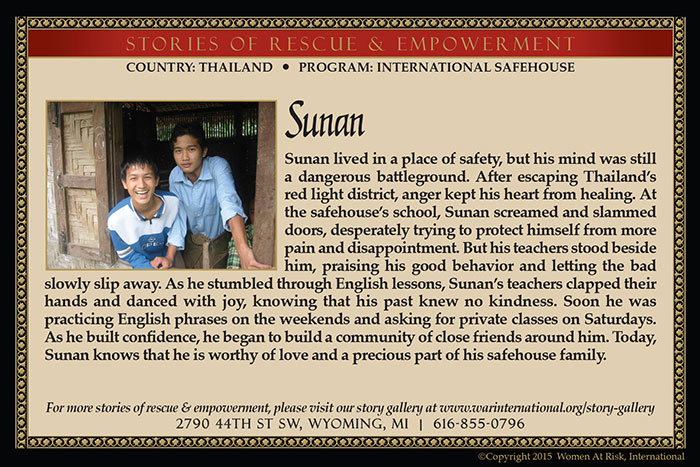 STORIES OF RESCUE & EMPOWERMENT
COUNTRY: THAILAND • PROGRAM: INTERNATIONAL SAFEHOUSE
Sunan
Sunan lived in a place of safety, but his mind was still
a dangerous battleground. After escaping Thailand's
red light district, anger kept his heart from healing. At
the safehouse's school, Sunan screamed and slammed
doors, desperately trying to protect himself from more
pain and disappointment. But his teachers stood beside
him, praising his good behavior and letting the bad
slowly slip away. As he stumbled through English lessons, Sunan's teachers clapped their
hands and danced with joy, knowing that his past knew no kindness. Soon he was
practicing English phrases on the weekends and asking for private classes on Saturdays.
As he built confidence, he began to build a community of close friends around him. Today,
Sunan knows that he is worthy of love and a precious part of his safehouse family.
For more stories of rescue & empowerment, please visit our story gallery at www.warinternational.org/story-gallery
2790 44TH ST SW, WYOMING, MI | 616-855-0796
©Copyright 2015 Women At Risk, International